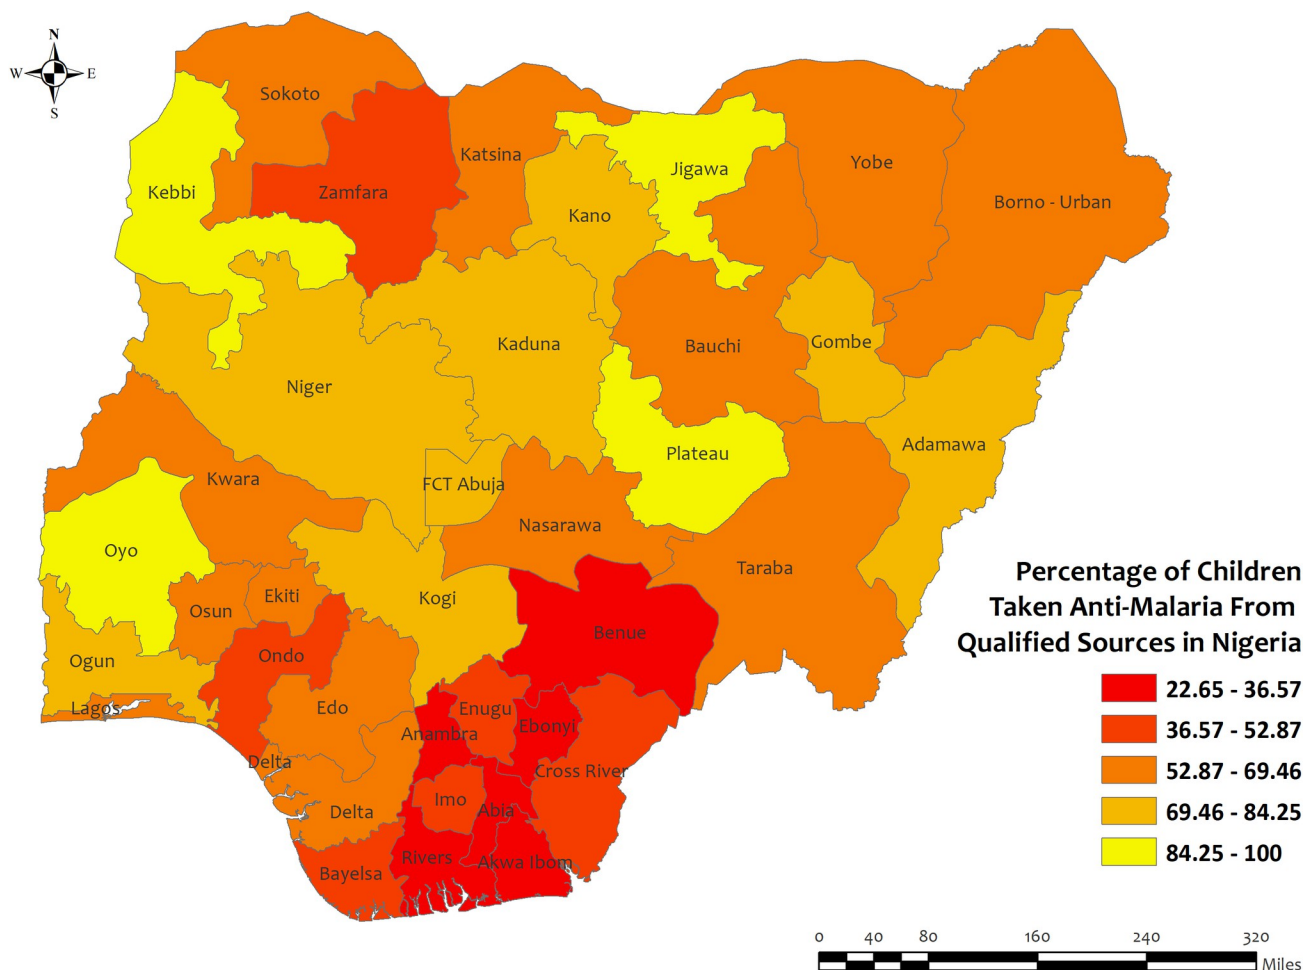 N
W E
S
Sokoto
Katsina
Jigawa
Yobe
Kebbi
Zamfara
Kano
Borno - Urban
Kaduna
Bauchi
Gombe
Niger
Adamawa
Plateau
Kwara
FCT Abuja
Nasarawa
Oyo
Taraba
Ekiti
Osun
Kogi
Benue
Ondo
Ogun
Lagos
Edo
Enugu
Ebonyi
Anambra
Delta
Cross River
Imo
Abia
Delta
Rivers
Akwa Ibom
Bayelsa
Percentage of Children
Taken Anti-Malaria From
Qualified Sources in Nigeria
22.65 - 36.57
36.57 - 52.87
52.87 - 69.46
69.46 - 84.25
84.25 - 100
0 40 80 160 240 320
Miles